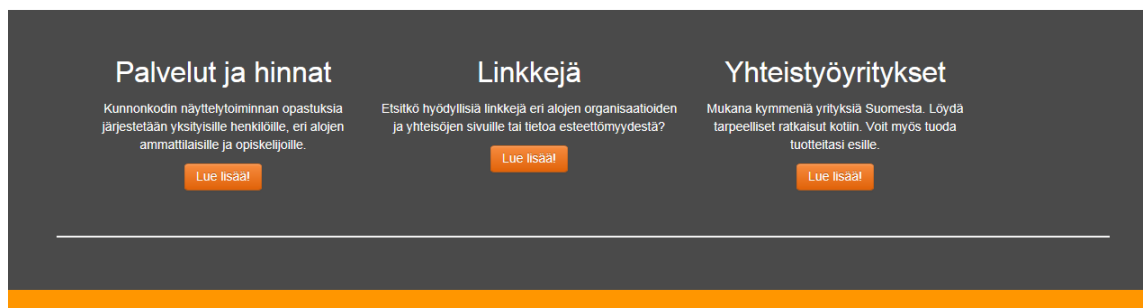 Palvelut ja hinnat
Kunnonkodin näyttelytoiminnan opastuksia
järjestetään yksityisille henkilöille, eri alojen
ammattilaisille ja opiskelijoille.
Lue lisää!
Linkkejä
Etsitkö hyödyllisiä linkkejä eri alojen organisaatioiden
ja yhteisöjen sivuille tai tietoa esteettömyydestä?
Lue lisää!
Yhteistyöyritykset
Mukana kymmeniä yrityksiä Suomesta. Löydä
tarpeelliset ratkaisut kotiin. Voit myös tuoda
tuotteitasi esille.
Lue lisää!